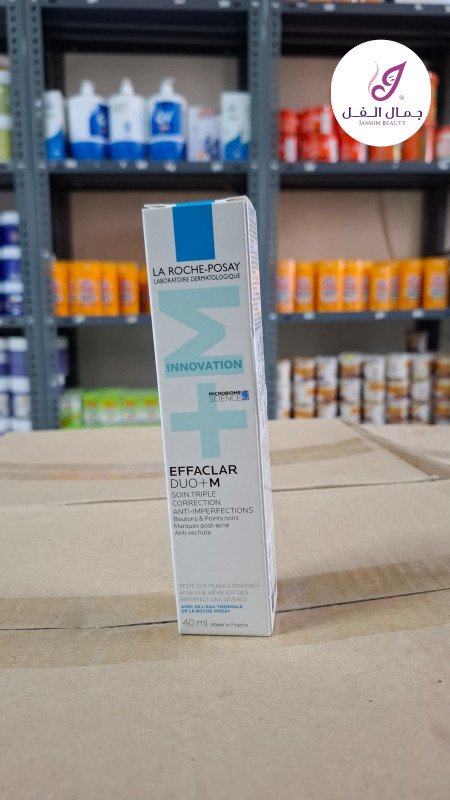 جمال الفل
JASMIN BEAUTY
LA ROCHE-POSAY
LABORATOIRE DERMATOLOGIQUE
+M
INNOVATION
MICROBIOME
SCIENCE
EFFACLAR
DUO+M
SOIN TRIPLE
CORRECTION
ANTI-IMPERFECTIONS
Boutons & Points noirs
Marques post-acné
Anti-rechute
TESTÉ SUR PEAUX À TENDANCE
ACNÉIQUE, MÊME SUR DES
IMPERFECTIONS SÉVÈRES
AVEC DE L'EAU THERMALE
DE LA ROCHE-POSAY
40 ml Made in France